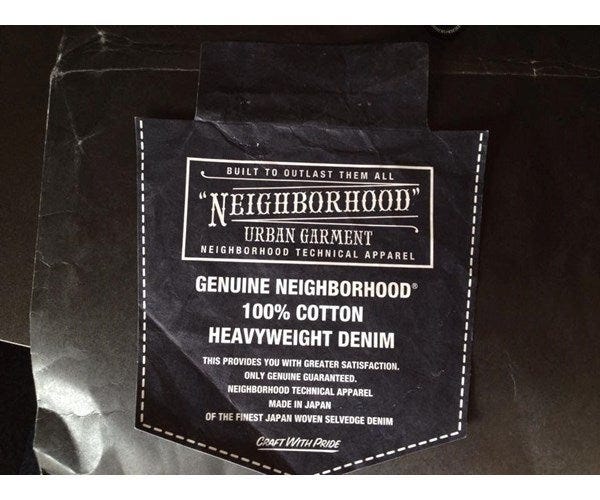 BUILT TO OUTLAST THEM ALL
"NEIGHBORHOOD"
URBAN GARMENT
NEIGHBORHOOD TECHNICAL APPAREL
GENUINE NEIGHBORHOOD®
100% COTTON
HEAVYWEIGHT DENIM
THIS PROVIDES YOU WITH GREATER SATISFACTION.
ONLY GENUINE GUARANTEED.
NEIGHBORHOOD TECHNICAL APPAREL
MADE IN JAPAN
OF THE FINEST JAPAN WOVEN SELVEDGE DENIM
CRAFT WITH PRIDE